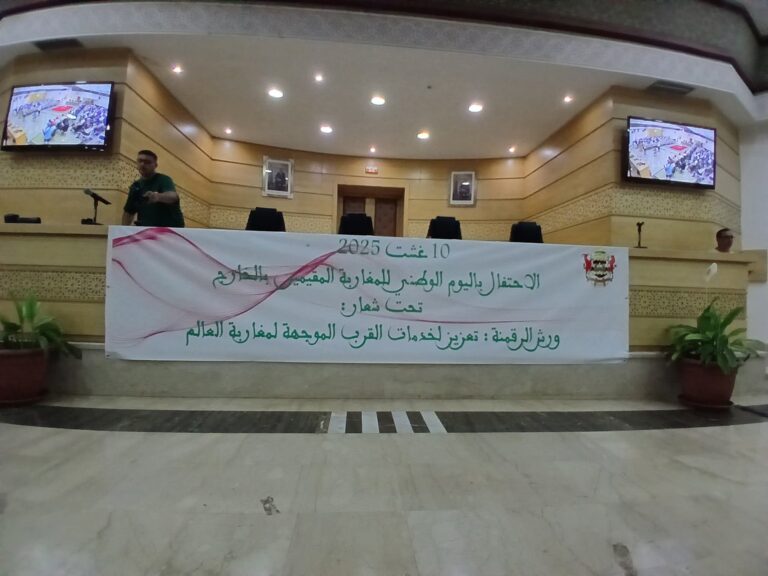 10 غشت 2025
الاحتفال باليوم الوطني للمغاربة المقيمين بالخارج
تحت شعار:
ورش الرقمنة : تعزيز لخدمات القرب الموجهة لمغاربة العالم